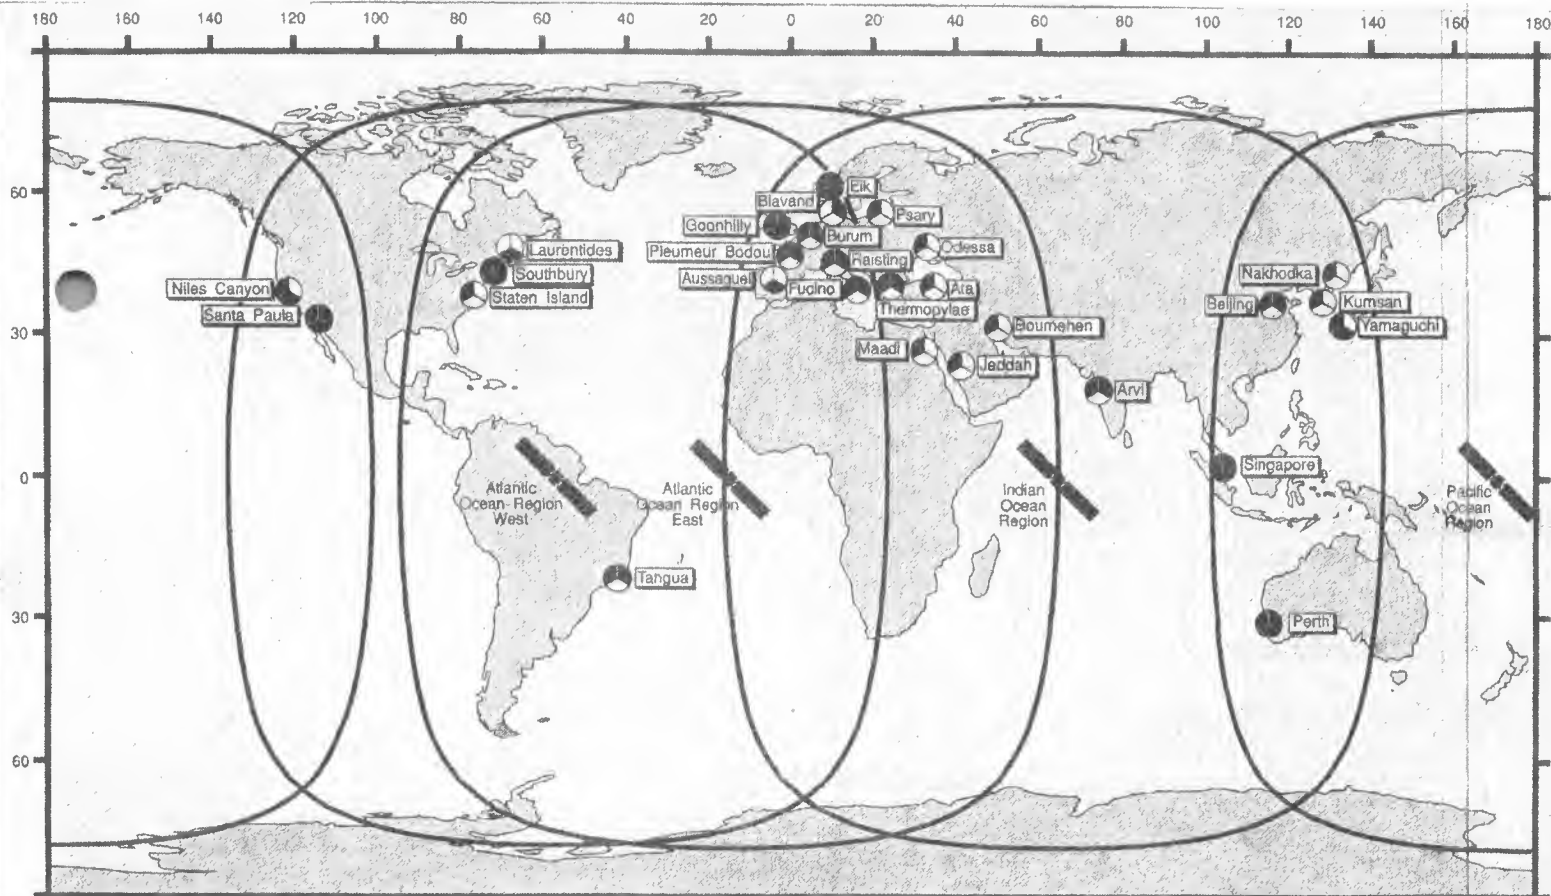 180 120 100 80 60 40 20 0 20 40 60 80 100 120 140 160 180
140
60
30
0
30
60
Eik
Blavand
Psary
Goonhilly
Burum
Laurentides
Pleumeur Bodou
Odessa
Raisting
Southbury
Nakhodka
Aussaguel
Niles Canyon
Fucino
Ata
Staten Island
Beijing
Kumsan
Santa Paula
Thermopylae
Yamaguchi
Boumehen
Maadi
Jeddah
Arvi
Singapore
Atlantic
Ocean Region
West
Atlantic
Ocean Region
East
Indian
Ocean
Region
Pacific
Ocean
Region
Tangua
Perth